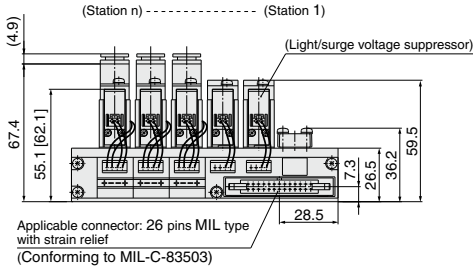 (Station n) - - - - - - - - - - - - - - - (Station 1)
(4.9)
(Light/surge voltage suppressor)
67.4
55.1 [62.1]
59.5
36.2
26.5
7.3
28.5
Applicable connector: 26 pins MIL type
with strain relief
(Conforming to MIL-C-83503)